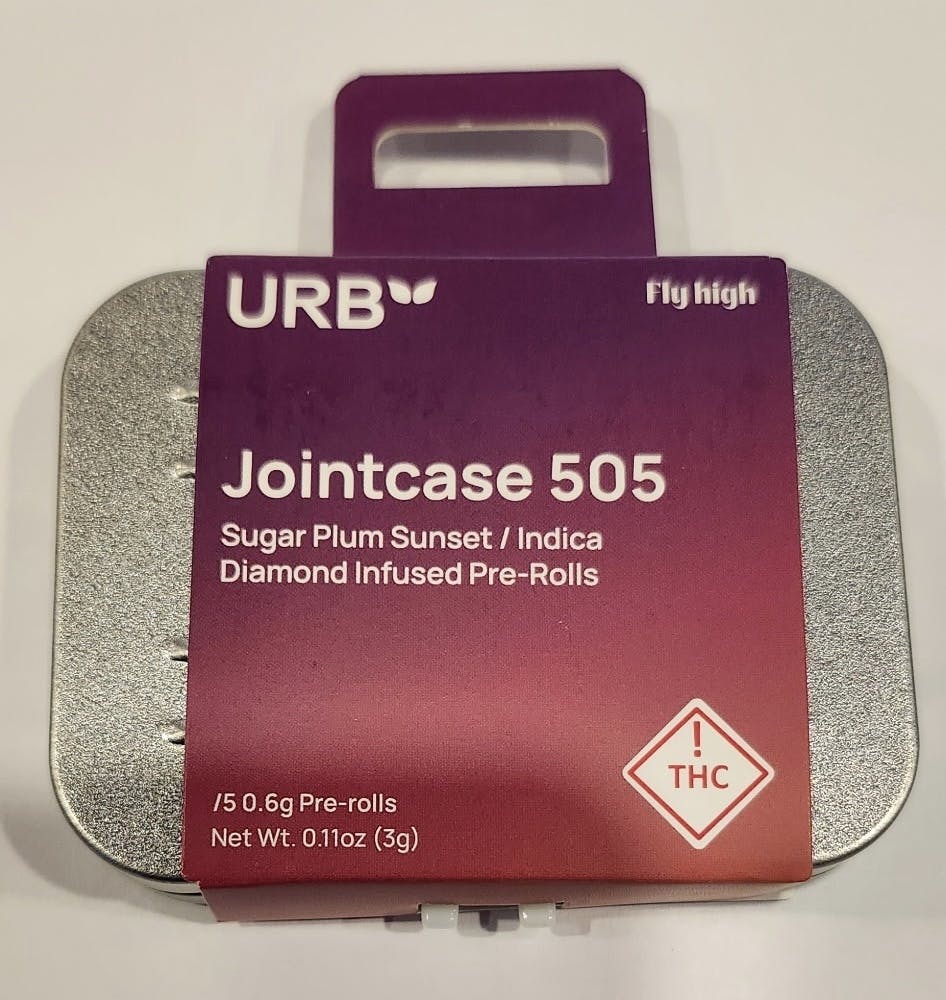 URB
Fly high
Jointcase 505
Sugar Plum Sunset / Indica
Diamond Infused Pre-Rolls
!
THC
/5 0.6g Pre-rolls
Net Wt. 0.11oz (3g)